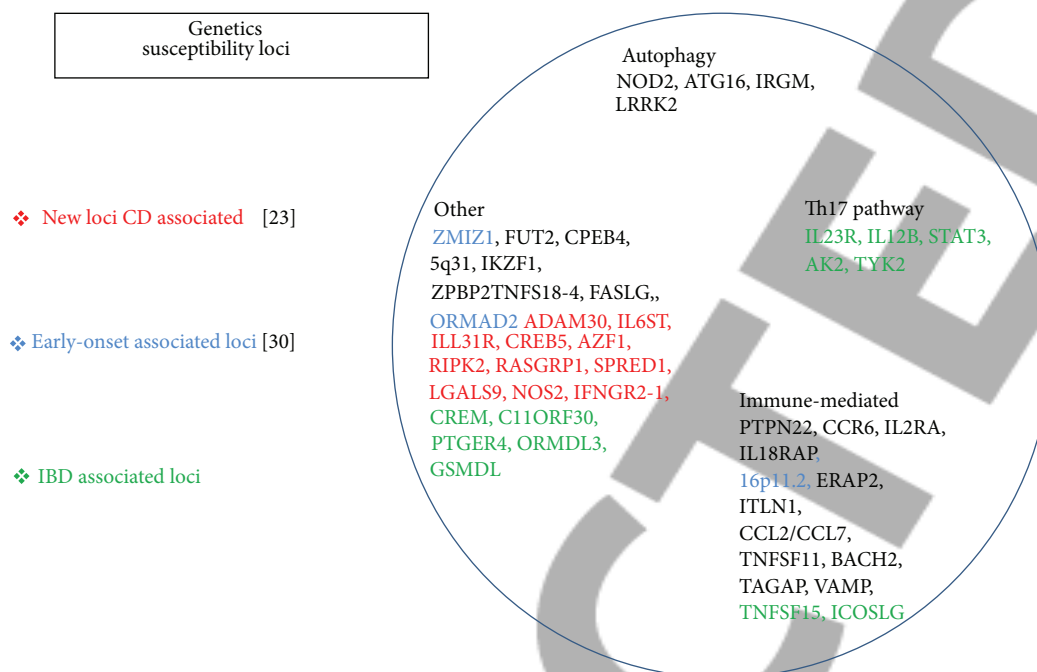 Genetics
susceptibility loci
❖ New loci CD associated [23]
❖ Early-onset associated loci [30]
❖ IBD associated loci
Autophagy
NOD2, ATG16, IRGM,
LRRK2
Other
ZMIZ1, FUT2, CPEB4,
5q31, IKZF1,
ZPBP2TNFS18-4, FASLG,,
ORMAD2 ADAM30, IL6ST,
ILL31R, CREB5, AZF1,
RIPK2, RASGRP1, SPRED1,
LGALS9, NOS2, IFNGR2-1,
CREM, C11ORF30,
PTGER4, ORMDL3,
GSMDL
Th17 pathway
IL23R, IL12B, STAT3,
AK2, TYK2
Immune-mediated
PTPN22, CCR6, IL2RA,
IL18RAP,
16p11.2, ERAP2,
ITLN1,
CCL2/CCL7,
TNFSF11, BACH2,
TAGAP, VAMP,
TNFSF15, ICOSLG